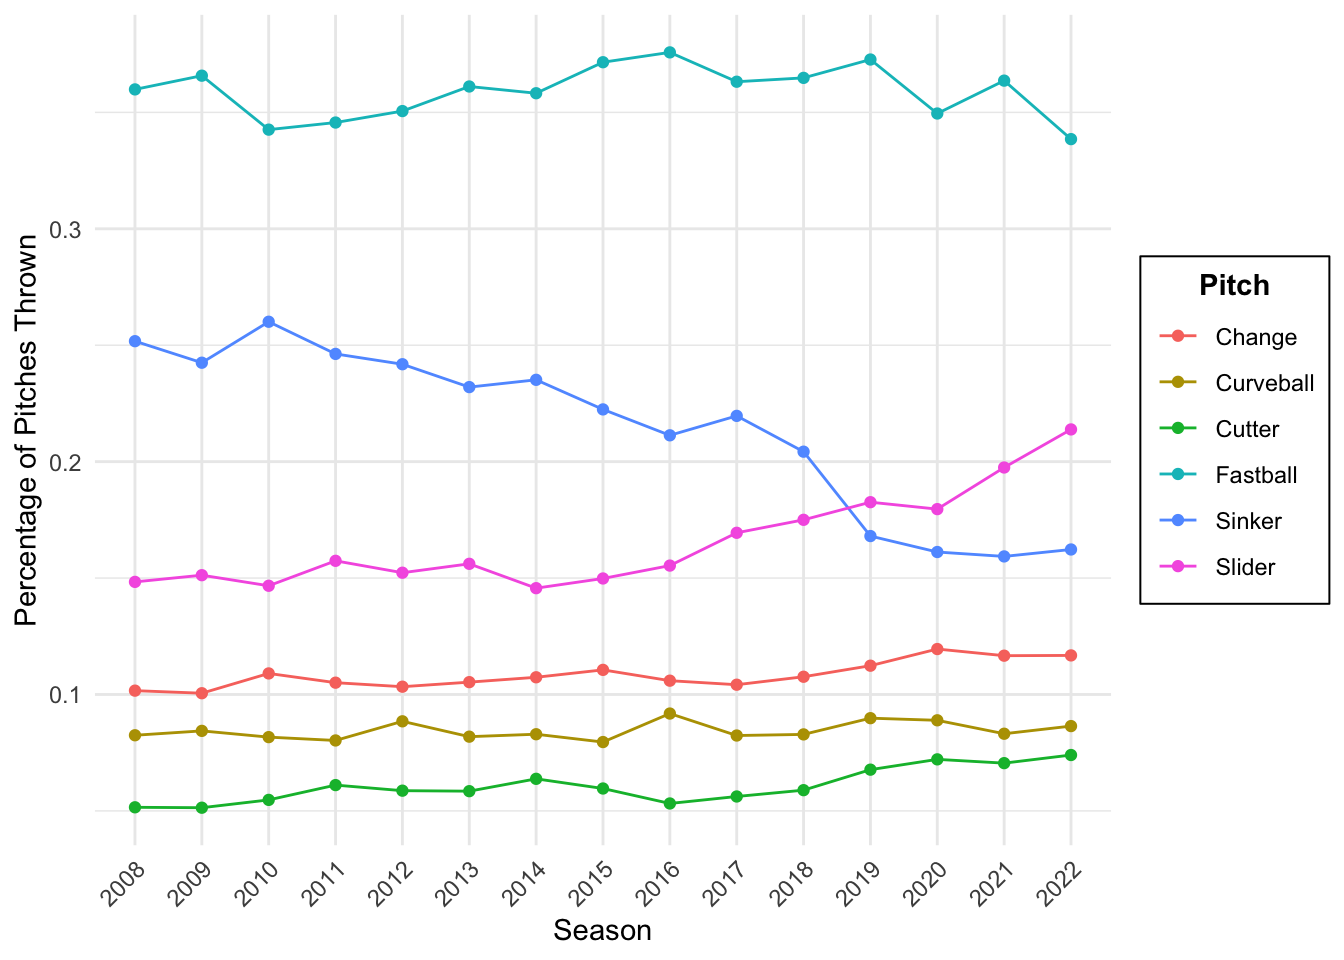 Percentage of Pitches Thrown
0.3
0.2
0.1
2008 2009 2010 2011 2012 2013 2014 2015 2016 2017 2018 2019 2020 2021 2022
Season
Pitch
Change
Curveball
Cutter
Fastball
Sinker
Slider